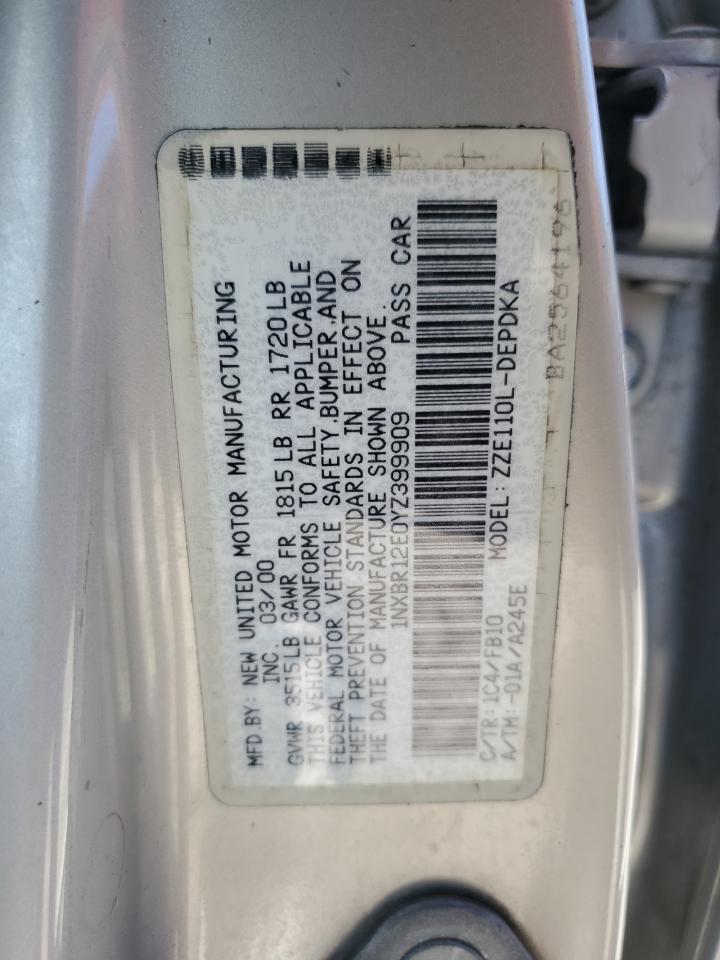 MFD.BY: NEW UNITED MOTOR MANUFACTURING
INC. 03/00
GVWR 3515LB GAWR FR 1815LB RR 1720LB
THIS VEHICLE CONFORMS TO ALL APPLICABLE
FEDERAL MOTOR VEHICLE SAFETY,BUMPER,AND
THEFT PREVENTION STANDARDS IN EFFECT ON
THE DATE OF MANUFACTURE SHOWN ABOVE.
1NXBR12E0YZ399909 PASS CAR
C/TR: 1C4/FB10 MODEL: ZZE110L-DEPDKA
A/TM: -01A/A245E
BA2564196